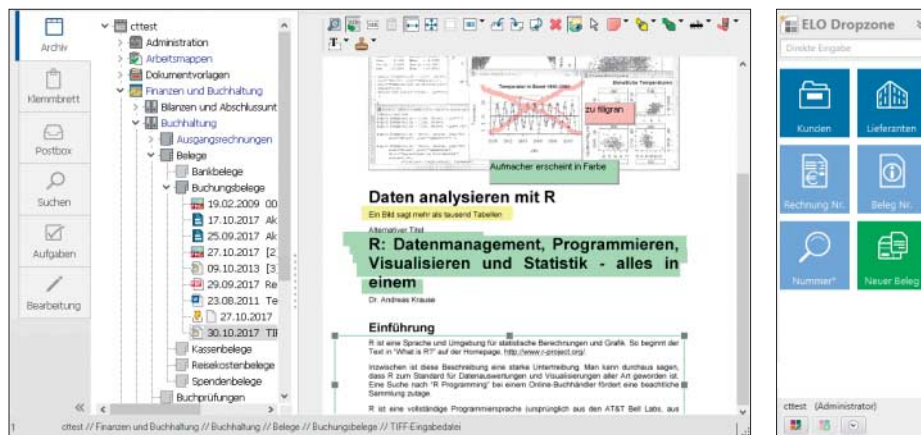 Archiv
Klemmbrett
Postbox
Suchen
Aufgaben
Bearbeitung
cttest
Administration
Arbeitsmappen
Dokumentvorlagen
Finanzen und Buchhaltung
Bilanzen und Abschlussunt
Buchhaltung
Ausgangsrechnungen
Belege
Bankbelege
Buchungsbelege
19.02.2009 00
17.10.2017 Ak
25.09.2017 Ak
27.10.2017 [2
09.10.2013 [3
29.09.2017 Re
23.08.2011 Te
27.10.2017
30.10.2017 TIF
Kassenbelege
Reisekostenbelege
Spendenbelege
Buchprüfungen
zu filigran
Aufmacher erscheint in Farbe
Daten analysieren mit R
Ein Bild sagt mehr als tausend Tabellen
Alternativer Titel
R: Datenmanagement, Programmieren,
Visualisieren und Statistik - alles in
einem
Dr. Andreas Krause
Einführung
R ist eine Sprache und Umgebung für statistische Berechnungen und Grafik. So beginnt der
Text in "What is R?" auf der Homepage, http://www.r-project.org/.
Inzwischen ist diese Beschreibung eine starke Untertreibung. Man kann durchaus sagen,
dass R zum Standard für Datenauswertungen und Visualisierungen aller Art geworden ist.
Eine Suche nach "R Programming" bei einem Online-Buchhändler fördert eine beachtliche
Sammlung zutage.
R ist eine vollständige Programmiersprache (ursprünglich aus den AT&T Bell Labs, aus
1 cttest // Finanzen und Buchhaltung // Buchhaltung // Belege // Buchungsbelege // TIFF-Eingabedatei
ELO Dropzone
Direkte Eingabe
Kunden
Lieferanten
Rechnung Nr.
Beleg Nr.
Nummer*
Neuer Beleg
cttest (Administrator)